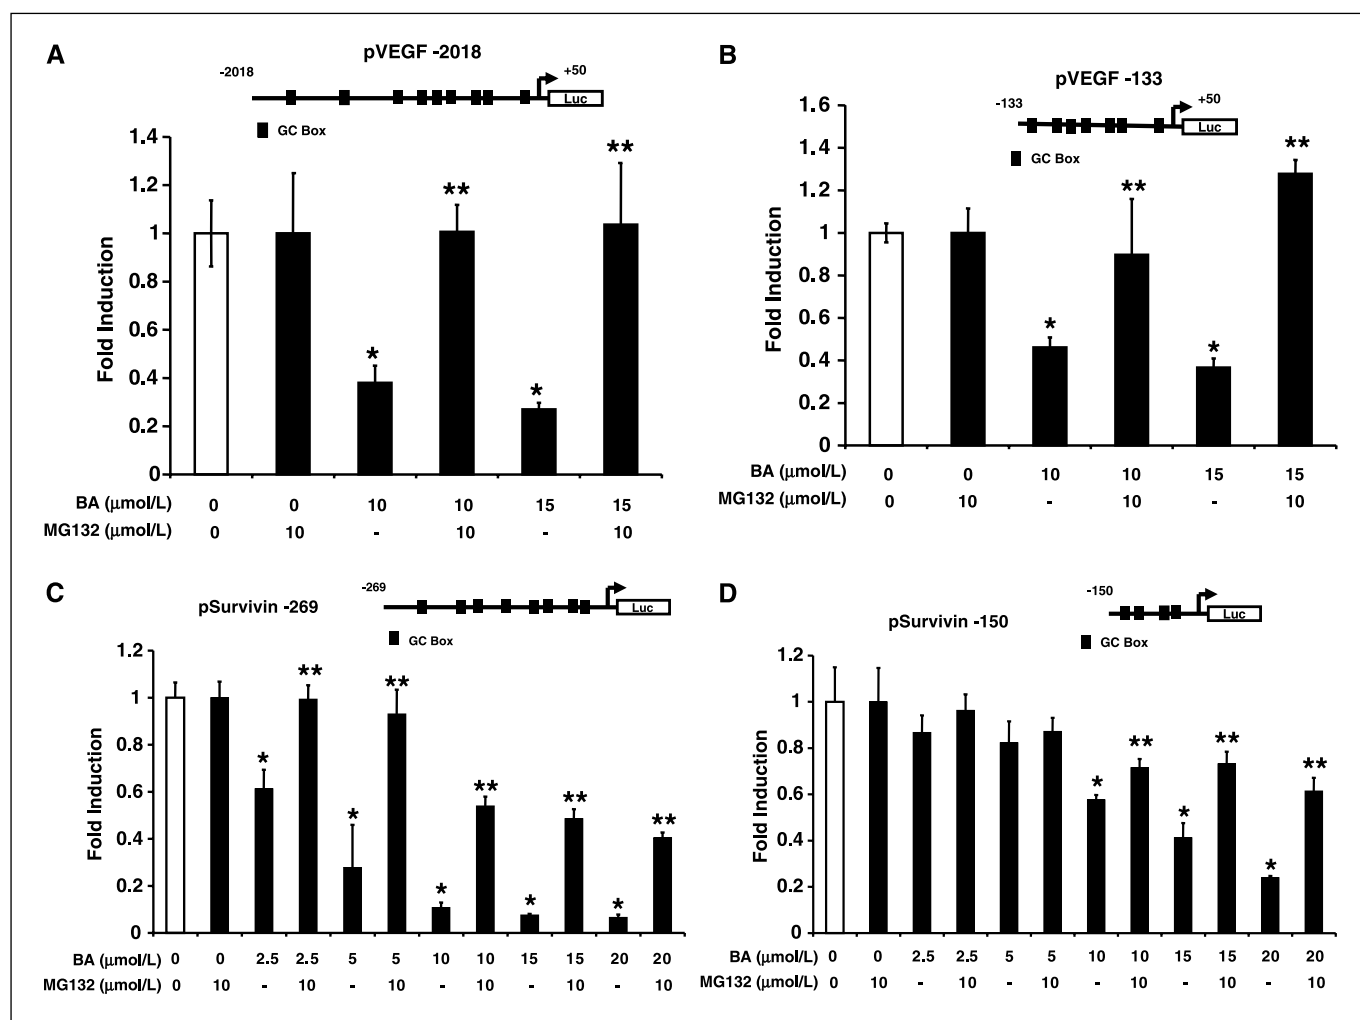 A
pVEGF -2018
-2018
+50
Luc
GC Box
1.4
1.2
1
0.8
0.6
0.4
0.2
0
Fold Induction
** **
* *
BA (μmol/L) 0 0 10 10 15 15
MG132 (μmol/L) 0 10 - 10 - 10
B
pVEGF -133
-133
+50
Luc
GC Box
1.6
1.4
1.2
1
0.8
0.6
0.4
0.2
0
Fold Induction
** **
* *
BA (μmol/L) 0 0 10 10 15 15
MG132 (μmol/L) 0 10 - 10 - 10
C
pSurvivin -269
-269
Luc
GC Box
1.2
1
0.8
0.6
0.4
0.2
0
Fold Induction
* ** * ** * ** * ** * **
BA (μmol/L) 0 0 2.5 2.5 5 5 10 10 15 15 20 20
MG132 (μmol/L) 0 10 - 10 - 10 - 10 - 10 - 10
D
pSurvivin -150
-150
Luc
GC Box
1.2
1
0.8
0.6
0.4
0.2
0
Fold Induction
* ** * ** * **
BA (μmol/L) 0 0 2.5 2.5 5 5 10 10 15 15 20 20
MG132 (μmol/L) 0 10 - 10 - 10 - 10 - 10 - 10